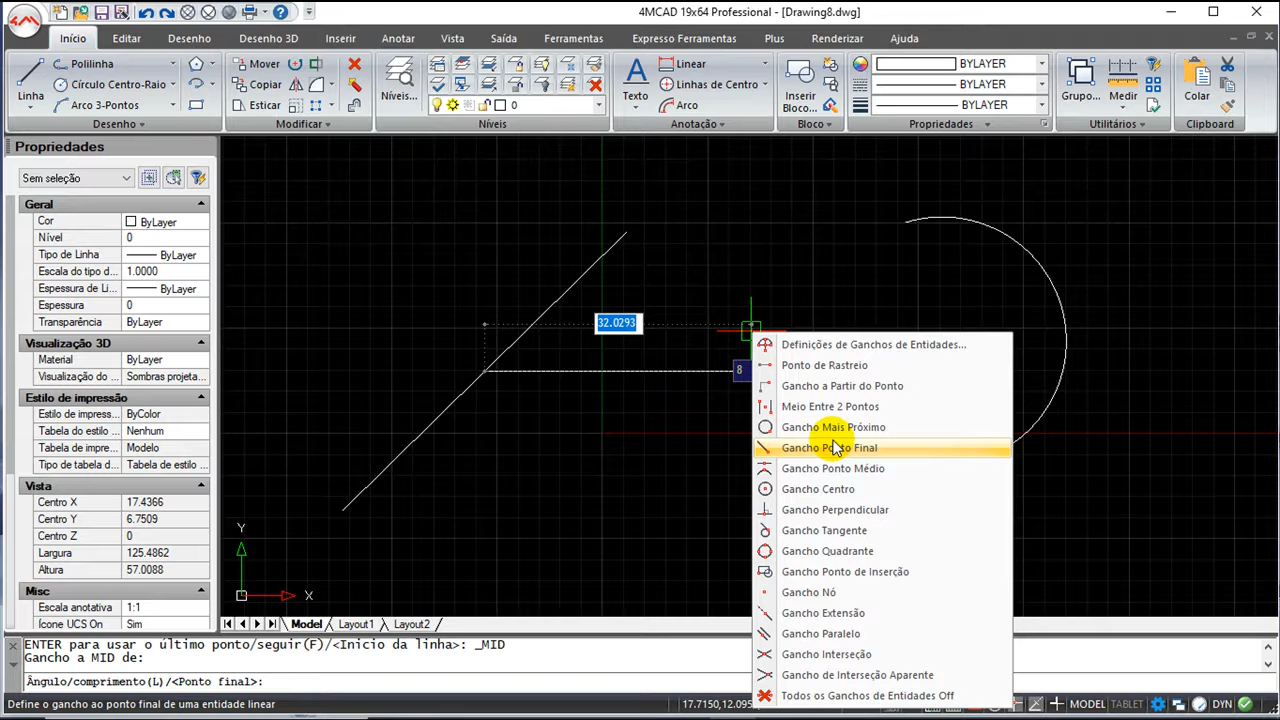 4MCAD 19x64 Professional - [Drawing8.dwg]
Início Editar Desenho Desenho 3D Inserir Anotar Vista Saída Ferramentas Expresso Ferramentas Plus Renderizar Ajuda
Linha
Polilinha
Círculo Centro-Ra...
Arco 3-Pontos
Desenho
Mover
Copiar
Esticar
Modificar
Níveis...
0
Níveis
Texto
Linear
Linhas de Centro
Arco
Anotação
Inserir
Bloco...
Bloco
BYLAYER
BYLAYER
BYLAYER
Propriedades
Grupo...
Medir
Utilitários
Colar
Clipboard
Propriedades
Sem seleção
Geral
Cor ByLayer
Nível 0
Tipo de Linha ByLayer
Escala do tipo d... 1.0000
Espessura de Li... ByLayer
Espessura 0
Transparência ByLayer
Visualização 3D
Material ByLayer
Visualização do ... Sombras projeta...
Estilo de impressão
Estilo de impress... ByColor
Tabela do estil... Nenhum
Tabela de impre... Modelo
Tipo de tabela d... Tabela de estilo...
Vista
Centro X 17.4366
Centro Y 6.7509
Centro Z 0
Largura 125.4862
Altura 57.0088
Misc
Escala anotativa 1:1
Ícone UCS On Sim
32.0293
8
Y
X
Definições de Ganchos de Entidades...
Ponto de Rastreio
Gancho a Partir do Ponto
Meio Entre 2 Pontos
Gancho Mais Próximo
Gancho Ponto Final
Gancho Ponto Médio
Gancho Centro
Gancho Perpendicular
Gancho Tangente
Gancho Quadrante
Gancho Ponto de Inserção
Gancho Nó
Gancho Extensão
Gancho Paralelo
Gancho Interseção
Gancho de Interseção Aparente
Todos os Ganchos de Entidades Off
Model Layout1 Layout2
ENTER para usar o último ponto/seguir(F)/<Inicio da linha>: _MID
Gancho a MID de:
Ângulo/comprimento(L)/<Ponto final>:
Define o gancho ao ponto final de uma entidade linear
17.7150,12.095
MODEL TABLET DYN